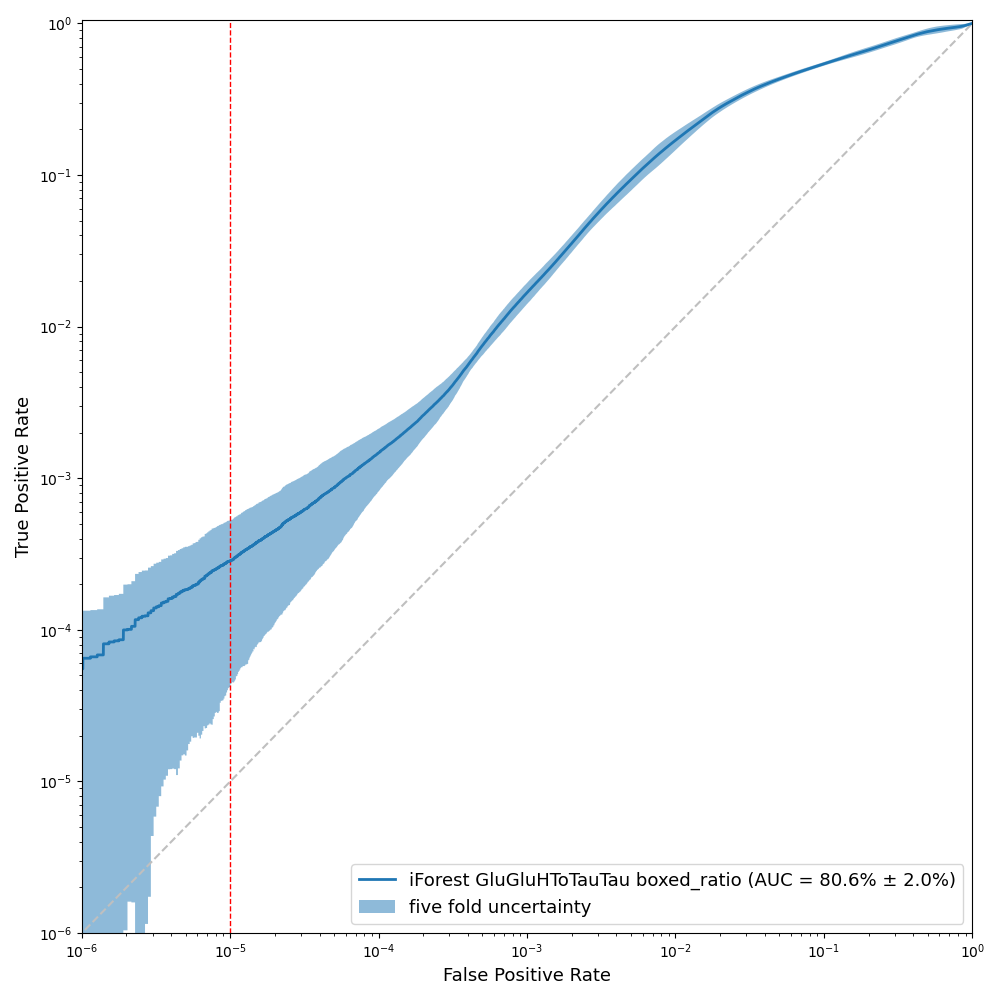 10⁰
10⁻¹
10⁻²
10⁻³
10⁻⁴
10⁻⁵
10⁻⁶
True Positive Rate
iForest GluGluHToTauTau boxed_ratio (AUC = 80.6% ± 2.0%)
five fold uncertainty
10⁻⁶ 10⁻⁵ 10⁻⁴ 10⁻³ 10⁻² 10⁻¹ 10⁰
False Positive Rate